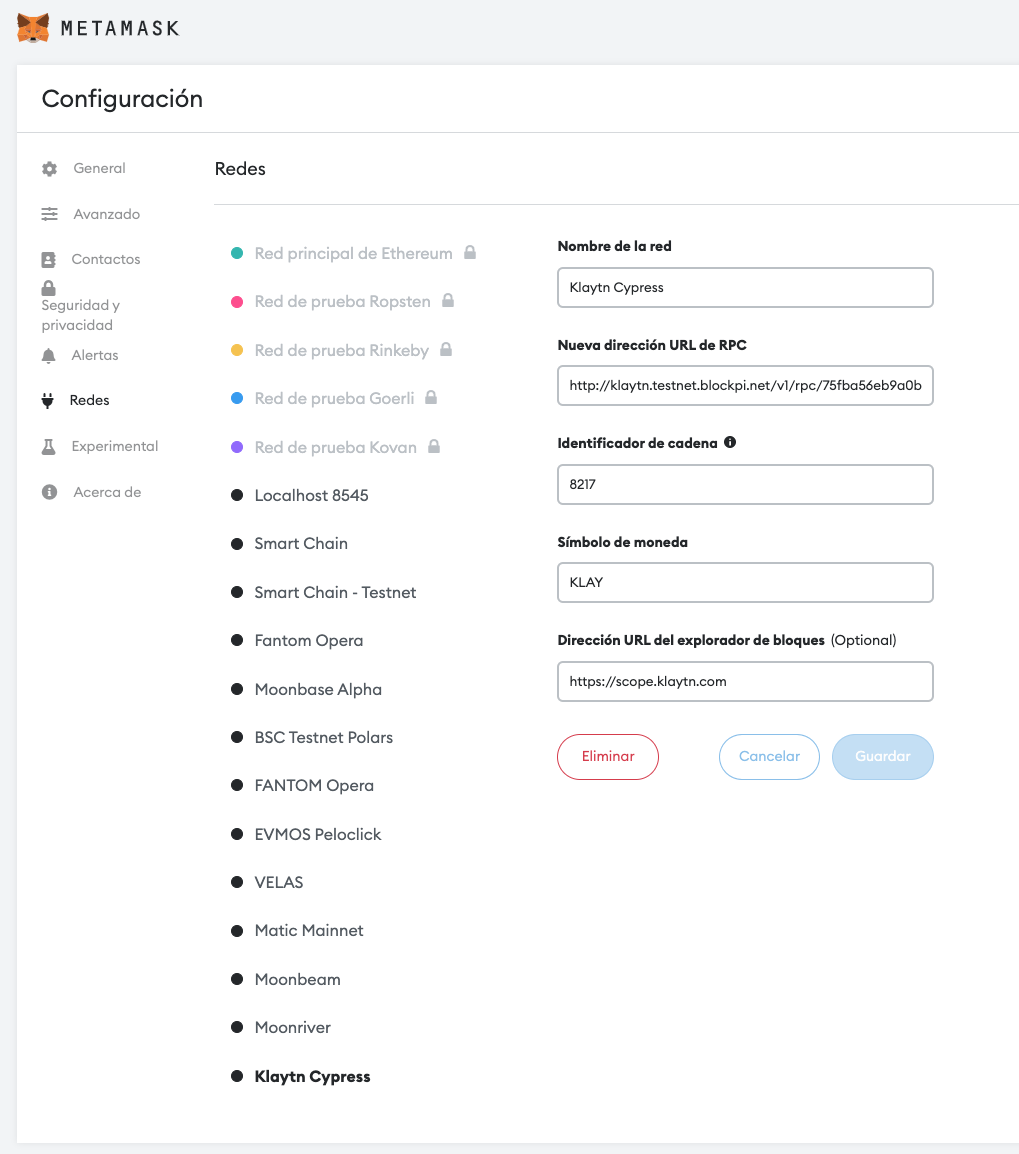 METAMASK
Configuración
General
Avanzado
Contactos
Seguridad y
privacidad
Alertas
Redes
Experimental
Acerca de
Redes
Red principal de Ethereum
Red de prueba Ropsten
Red de prueba Rinkeby
Red de prueba Goerli
Red de prueba Kovan
Localhost 8545
Smart Chain
Smart Chain - Testnet
Fantom Opera
Moonbase Alpha
BSC Testnet Polars
FANTOM Opera
EVMOS Peloclick
VELAS
Matic Mainnet
Moonbeam
Moonriver
Klaytn Cypress
Nombre de la red
Klaytn Cypress
Nueva dirección URL de RPC
http://klaytn.testnet.blockpi.net/v1/rpc/75fba56eb9a0b
Identificador de cadena
8217
Símbolo de moneda
KLAY
Dirección URL del explorador de bloques (Optional)
https://scope.klaytn.com
Eliminar
Cancelar
Guardar